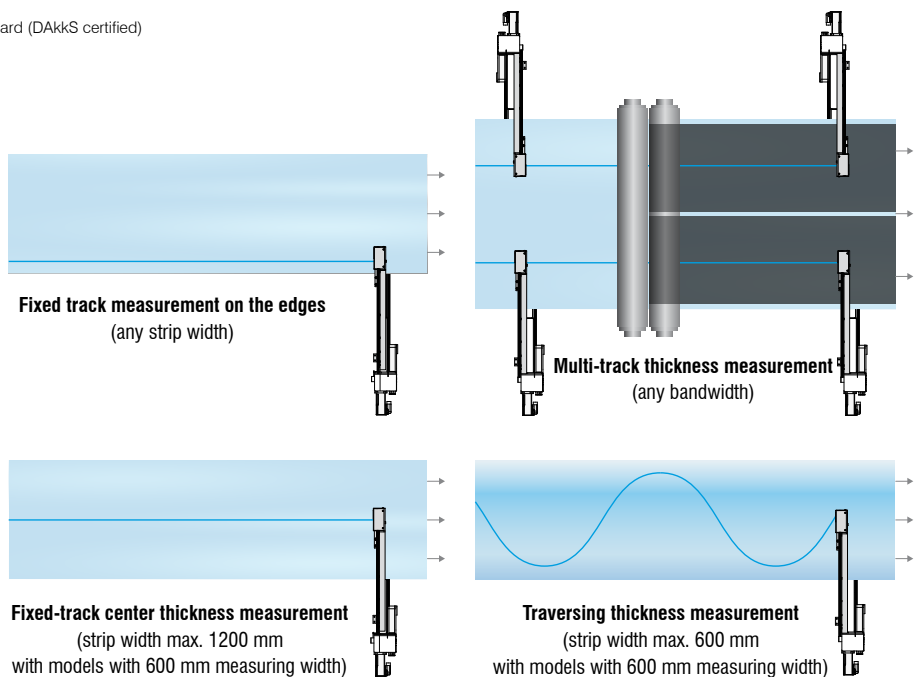 ard (DAkkS certified)
Fixed track measurement on the edges
(any strip width)
Multi-track thickness measurement
(any bandwidth)
Fixed-track center thickness measurement
(strip width max. 1200 mm
with models with 600 mm measuring width)
Traversing thickness measurement
(strip width max. 600 mm
with models with 600 mm measuring width)